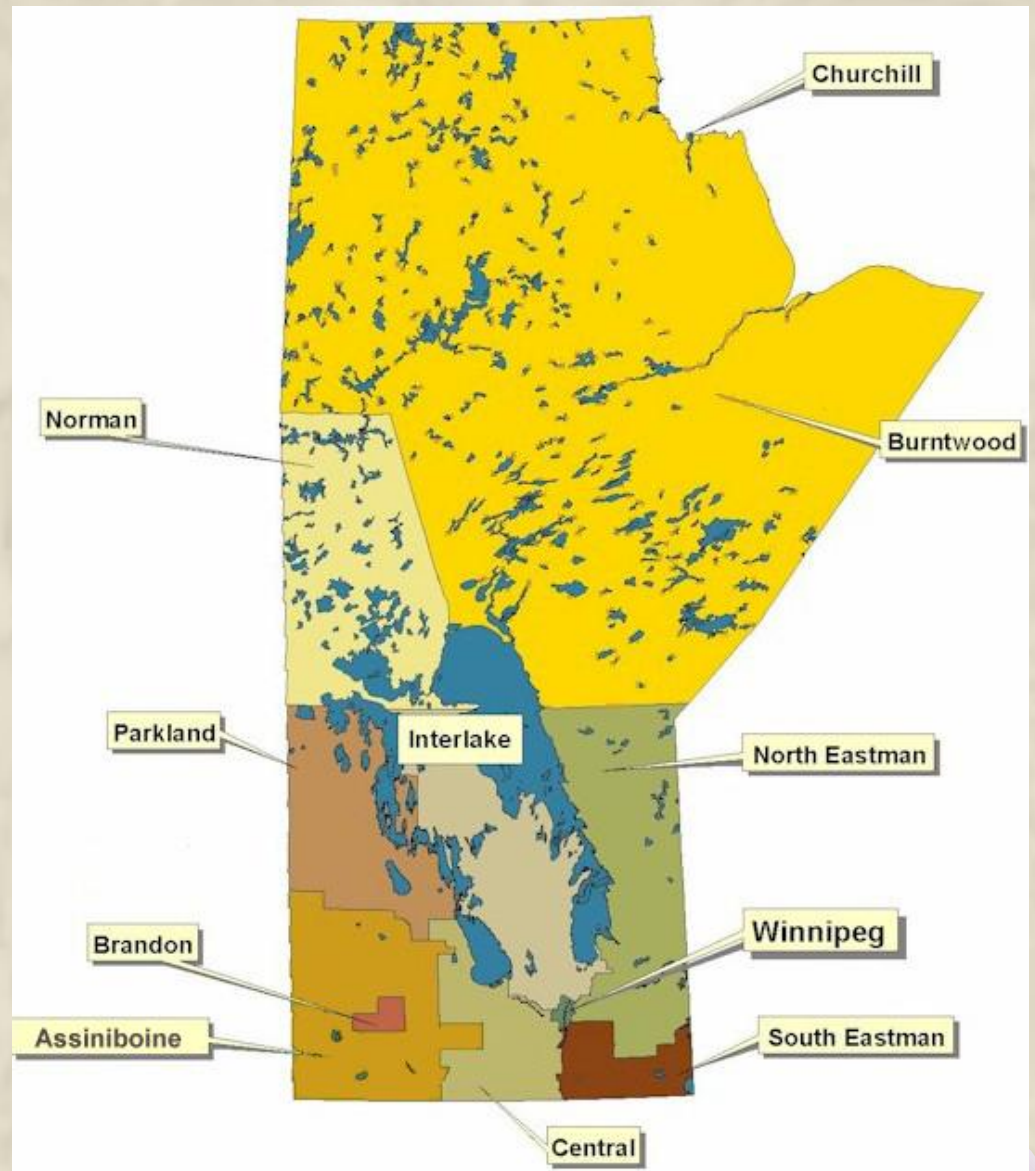 Churchill
Norman
Burntwood
Parkland
Interlake
North Eastman
Winnipeg
Brandon
Assiniboine
South Eastman
Central